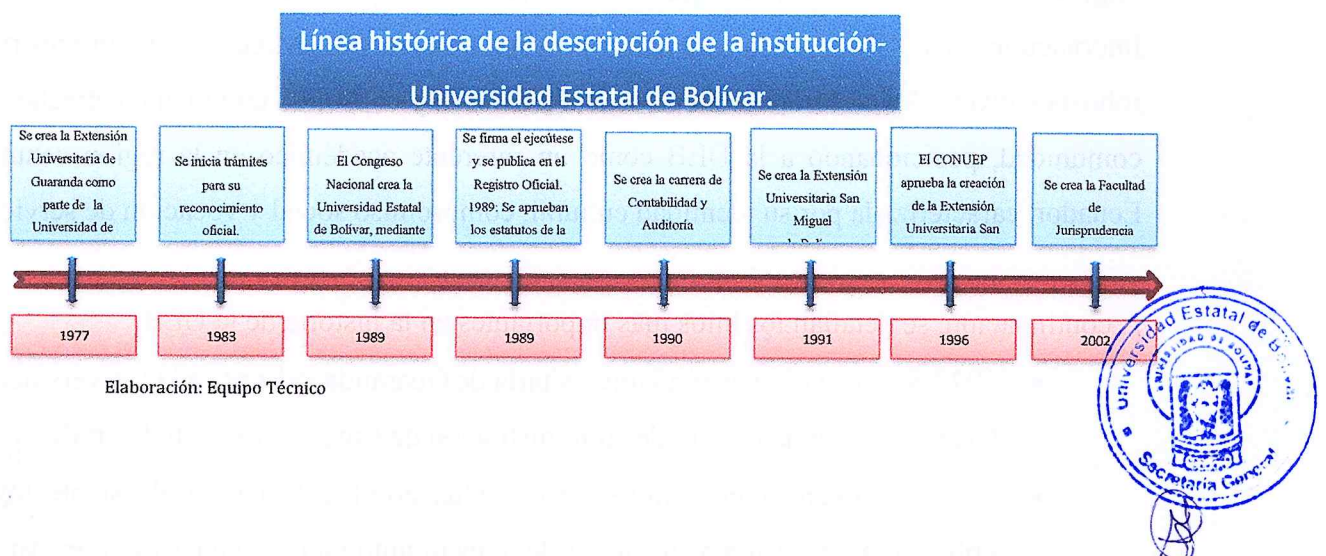 Línea histórica de la descripción de la institución-
Universidad Estatal de Bolívar.
Se crea la Extensión
Universitaria de
Guaranda como
parte de la
Universidad de
Se inicia trámites
para su
reconocimiento
oficial.
El Congreso
Nacional crea la
Universidad Estatal
de Bolívar, mediante
Se firma el ejecútese
y se publica en el
Registro Oficial.
1989; Se aprueban
los estatutos de la
Se crea la carrera de
Contabilidad y
Auditoría
Se crea la Extensión
Universitaria San
Miguel
El CONUEP
aprueba la creación
de la Extensión
Universitaria San
Se crea la Facultad
de
Jurisprudencia
1977
1983
1989
1989
1990
1991
1996
2002
Elaboración: Equipo Técnico
Universidad Estatal de Bolívar
UNIVERSIDAD DE BOLIVAR
Secretaría General